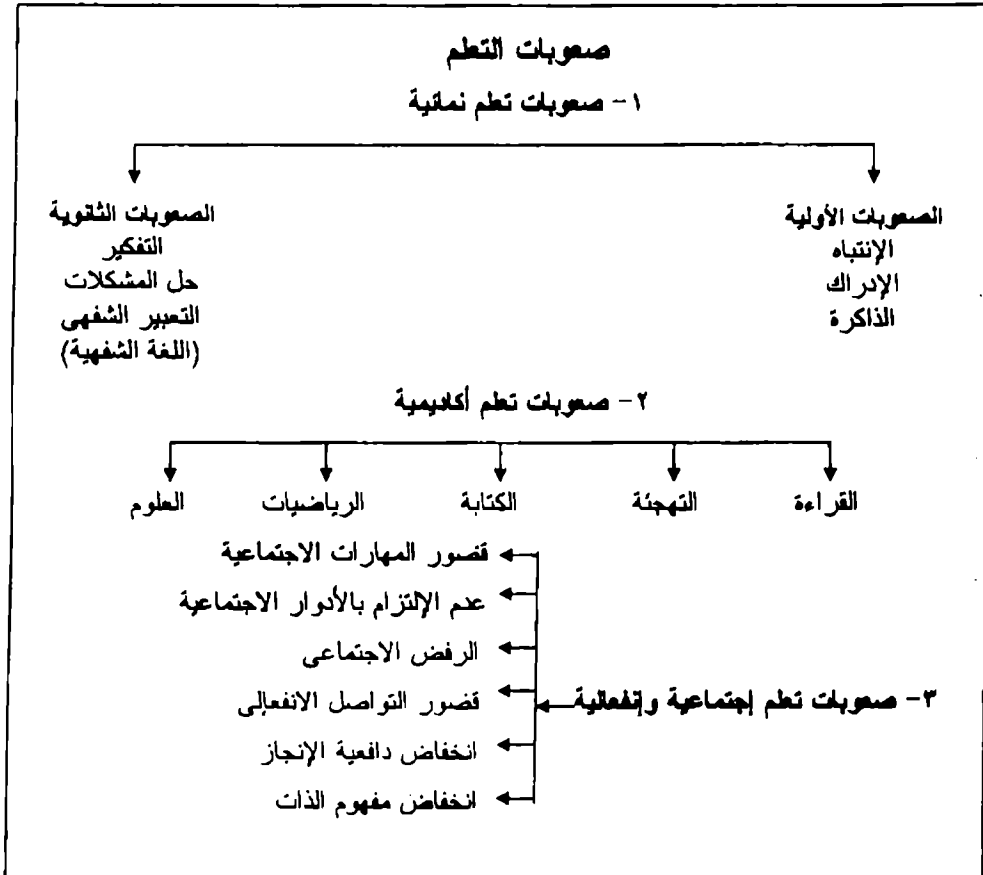 صعوبات التعلم
١- صعوبات تعلم نمائية
الصعوبات الأولية
الإنتباه
الإدراك
الذاكرة
الصعوبات الثانوية
التفكير
حل المشكلات
التعبير الشفهى
(اللغة الشفهية)
٢- صعوبات تعلم أكاديمية
القراءة
التهجئة
الكتابة
الرياضيات
العلوم
٣- صعوبات تعلم إجتماعية وإنفعالية
قصور المهارات الاجتماعية
عدم الإلتزام بالأدوار الاجتماعية
الرفض الاجتماعى
قصور التواصل الانفعالى
انخفاض دافعية الإنجاز
انخفاض مفهوم الذات